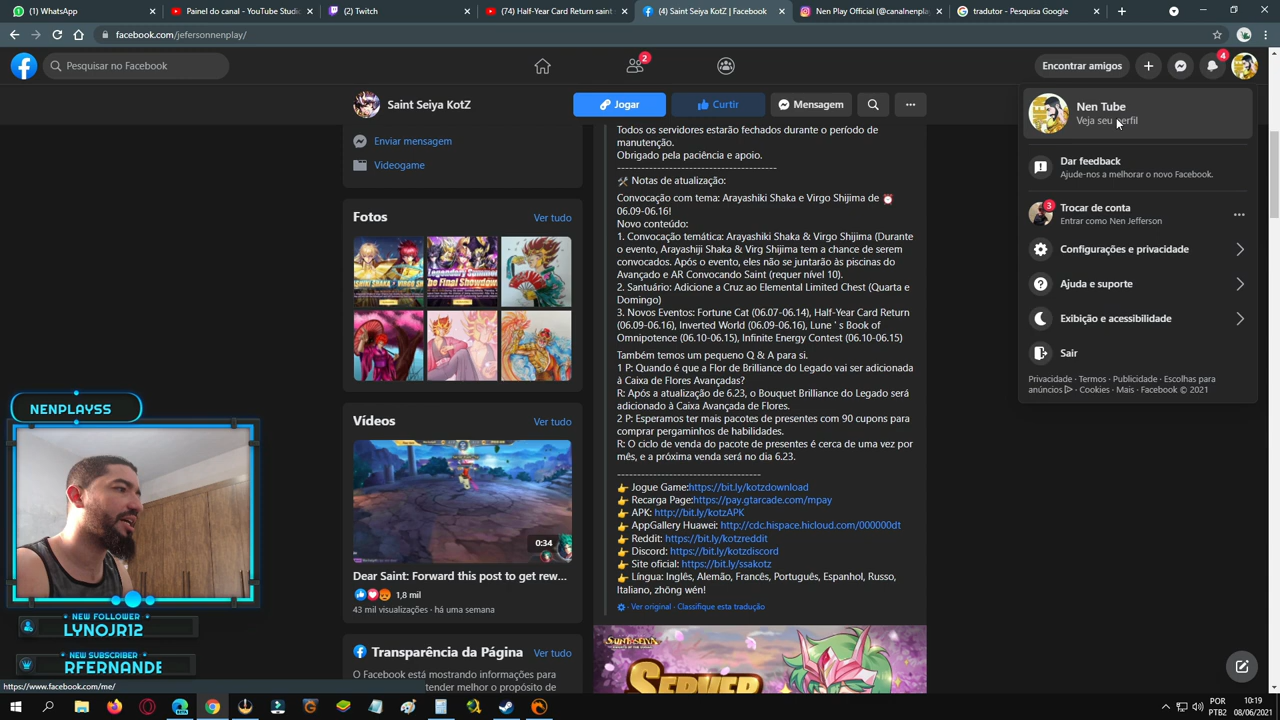 (1) WhatsApp
Painel do canal - YouTube Studio
(2) Twitch
(74) Half-Year Card Return saint
(4) Saint Seiya KotZ | Facebook
Nen Play Official (@canalnenpl
tradutor - Pesquisa Google
facebook.com/jefersonnenplay/
Pesquisar no Facebook
2
Encontrar amigos
4
Saint Seiya KotZ
Jogar
Curtir
Mensagem
Enviar mensagem
Videogame
Fotos
Ver tudo
Vídeos
Ver tudo
0:34
Dear Saint: Forward this post to get rew...
1,8 mil
43 mil visualizações · há uma semana
Transparência da Página
Ver tudo
O Facebook está mostrando informações para
tender melhor o propósito de
Todos os servidores estarão fechados durante o período de
manutenção.
Obrigado pela paciência e apoio.
---------------------------------------
🛠 Notas de atualização:
Convocação com tema: Arayashiki Shaka e Virgo Shijima de ⏰
06.09-06.16!
Novo conteúdo:
1. Convocação temática: Arayashiki Shaka & Virgo Shijima (Durante
o evento, Arayashiji Shaka & Virg Shijima tem a chance de serem
convocados. Após o evento, eles não se juntarão às piscinas do
Avançado e AR Convocando Saint (requer nível 10).
2. Santuário: Adicione a Cruz ao Elemental Limited Chest (Quarta e
Domingo)
3. Novos Eventos: Fortune Cat (06.07-06.14), Half-Year Card Return
(06.09-06.16), Inverted World (06.09-06.16), Lune ' s Book of
Omnipotence (06.10-06.15), Infinite Energy Contest (06.10-06.15)
Também temos um pequeno Q & A para si.
1 P: Quando é que a Flor de Brilliance do Legado vai ser adicionada
à Caixa de Flores Avançadas?
R: Após a atualização de 6.23, o Bouquet Brilliance do Legado será
adicionado à Caixa Avançada de Flores.
2 P: Esperamos ter mais pacotes de presentes com 90 cupons para
comprar pergaminhos de habilidades.
R: O ciclo de venda do pacote de presentes é cerca de uma vez por
mês, e a próxima venda será no dia 6.23.
-----------------------------------
👉 Jogue Game:https://bit.ly/kotzdownload
👉 Recarga Page:https://pay.gtarcade.com/mpay
👉 APK: http://bit.ly/kotzAPK
👉 AppGallery Huawei: http://cdc.hispace.hicloud.com/000000dt
👉 Reddit: https://bit.ly/kotzreddit
👉 Discord: https://bit.ly/kotzdiscord
👉 Site oficial: https://bit.ly/ssakotz
👉 Língua: Inglês, Alemão, Francês, Português, Espanhol, Russo,
Italiano, zhōng wén!
Ver original · Classifique esta tradução
SERVER
Nen Tube
Veja seu perfil
Dar feedback
Ajude-nos a melhorar o novo Facebook.
3
Trocar de conta
Entrar como Nen Jefferson
Configurações e privacidade
Ajuda e suporte
Exibição e acessibilidade
Sair
Privacidade · Termos · Publicidade · Escolhas para
anúncios · Cookies · Mais · Facebook © 2021
NENPLAYSS
NEW FOLLOWER
LYNOJR12
NEW SUBSCRIBER
RFERNANDE
https://www.facebook.com/me/
POR
PTB2
10:19
08/06/2021